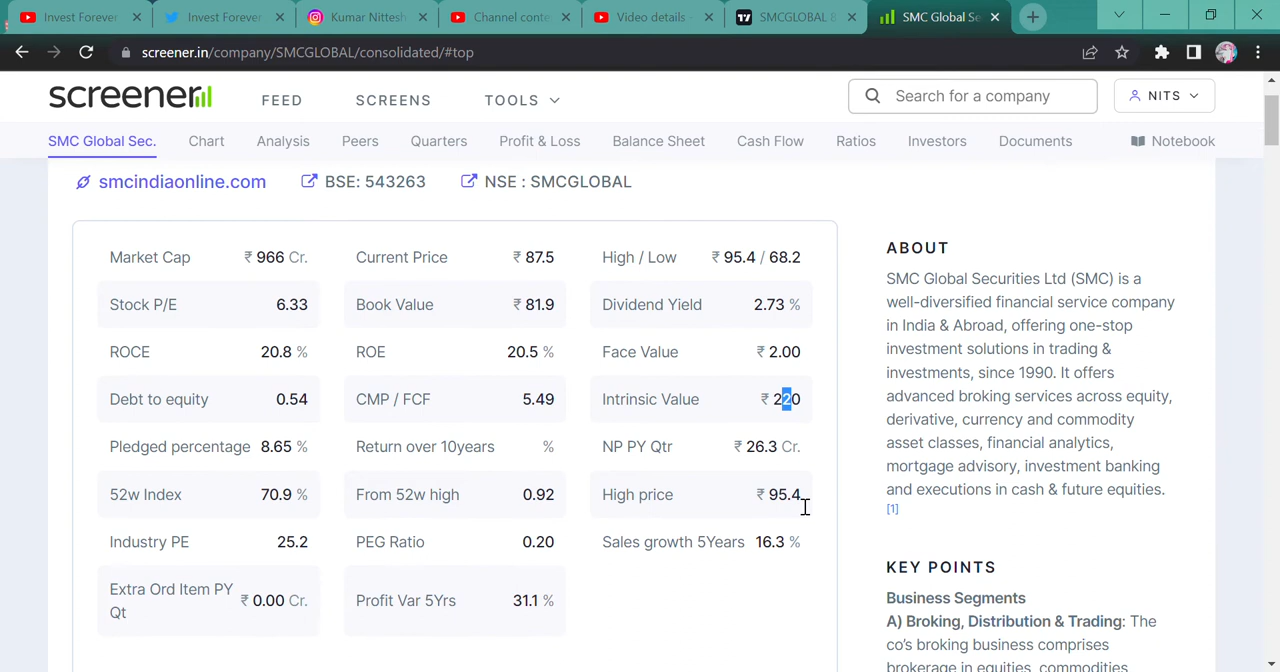 Invest Forever
Invest Forever
Kumar Nittesh
Channel conte
Video details -
SMCGLOBAL 8
SMC Global Se
screener.in/company/SMCGLOBAL/consolidated/#top
screener
FEED
SCREENS
TOOLS
Search for a company
NITS
SMC Global Sec.
Chart
Analysis
Peers
Quarters
Profit & Loss
Balance Sheet
Cash Flow
Ratios
Investors
Documents
Notebook
smcindiaonline.com
BSE: 543263
NSE : SMCGLOBAL
Market Cap ₹ 966 Cr.
Current Price ₹ 87.5
High / Low ₹ 95.4 / 68.2
Stock P/E 6.33
Book Value ₹ 81.9
Dividend Yield 2.73 %
ROCE 20.8 %
ROE 20.5 %
Face Value ₹ 2.00
Debt to equity 0.54
CMP / FCF 5.49
Intrinsic Value ₹ 220
Pledged percentage 8.65 %
Return over 10years %
NP PY Qtr ₹ 26.3 Cr.
52w Index 70.9 %
From 52w high 0.92
High price ₹ 95.4
Industry PE 25.2
PEG Ratio 0.20
Sales growth 5Years 16.3 %
Extra Ord Item PY
Qt ₹ 0.00 Cr.
Profit Var 5Yrs 31.1 %
ABOUT
SMC Global Securities Ltd (SMC) is a
well-diversified financial service company
in India & Abroad, offering one-stop
investment solutions in trading &
investments, since 1990. It offers
advanced broking services across equity,
derivative, currency and commodity
asset classes, financial analytics,
mortgage advisory, investment banking
and executions in cash & future equities.
[1]
KEY POINTS
Business Segments
A) Broking, Distribution & Trading: The
co's broking business comprises
brokerage in equities, commodities